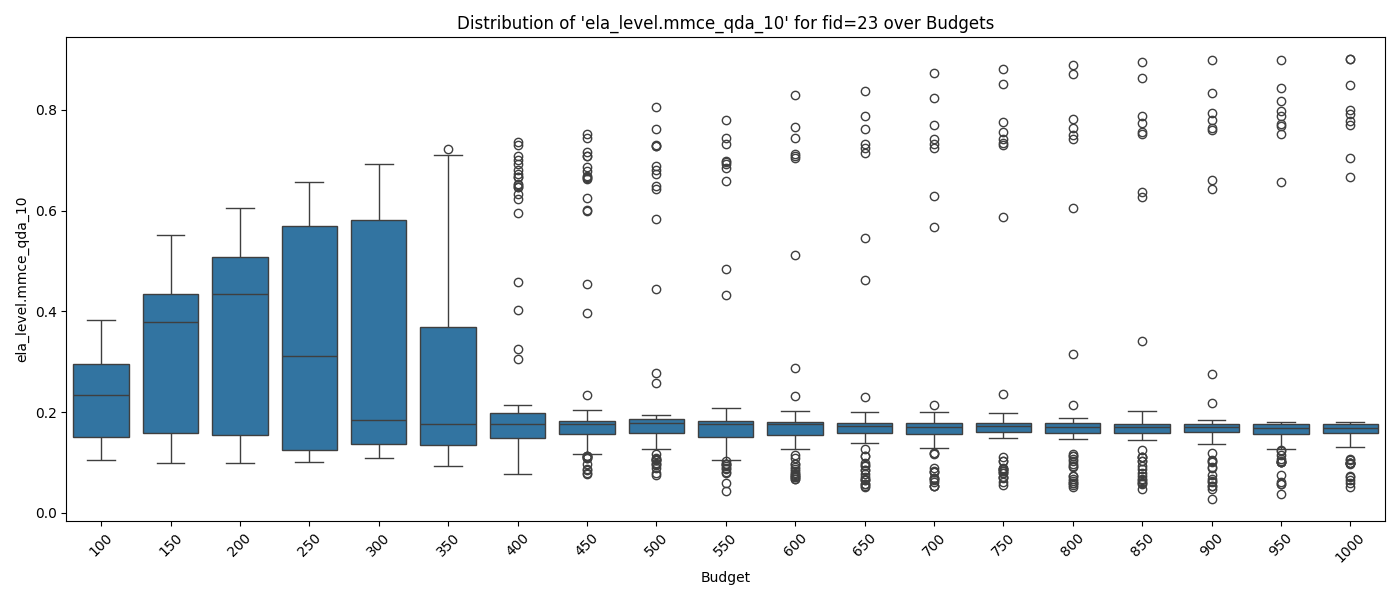 Distribution of 'ela_level.mmce_qda_10' for fid=23 over Budgets
ela_level.mmce_qda_10
0.8
0.6
0.4
0.2
0.0
100 150 200 250 300 350 400 450 500 550 600 650 700 750 800 850 900 950 1000
Budget